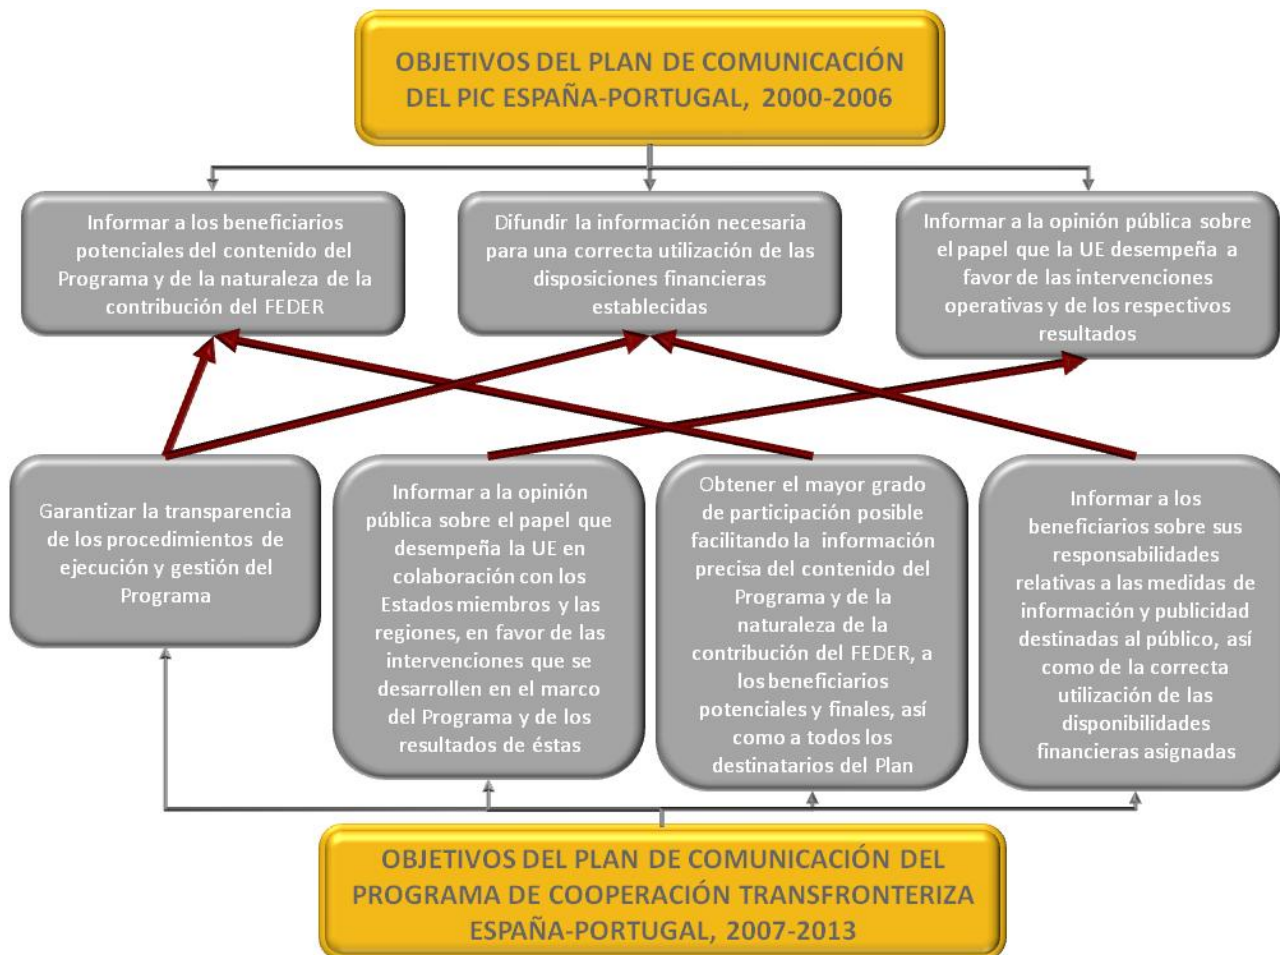 OBJETIVOS DEL PLAN DE COMUNICACIÓN
DEL PIC ESPAÑA-PORTUGAL, 2000-2006
Informar a los beneficiarios
potenciales del contenido del
Programa y de la naturaleza de la
contribución del FEDER
Difundir la información necesaria
para una correcta utilización de las
disposiciones financieras
establecidas
Informar a la opinión pública sobre
el papel que la UE desempeña a
favor de las intervenciones
operativas y de los respectivos
resultados
Garantizar la transparencia
de los procedimientos de
ejecución y gestión del
Programa
Informar a la opinión
pública sobre el papel que
desempeña la UE en
colaboración con los
Estados miembros y las
regiones, en favor de las
intervenciones que se
desarrollen en el marco
del Programa y de los
resultados de éstas
Obtener el mayor grado
de participación posible
facilitando la información
precisa del contenido del
Programa y de la
naturaleza de la
contribución del FEDER, a
los beneficiarios
potenciales y finales, así
como a todos los
destinatarios del Plan
Informar a los
beneficiarios sobre sus
responsabilidades
relativas a las medidas de
información y publicidad
destinadas al público, así
como de la correcta
utilización de las
disponibilidades
financieras asignadas
OBJETIVOS DEL PLAN DE COMUNICACIÓN DEL
PROGRAMA DE COOPERACIÓN TRANSFRONTERIZA
ESPAÑA-PORTUGAL, 2007-2013